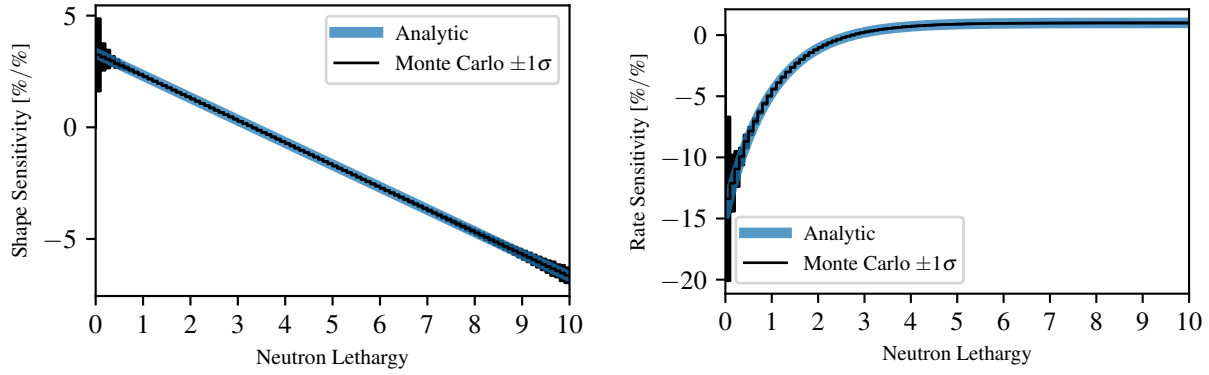 5
0
−5
Shape Sensitivity [%/%]
Analytic
Monte Carlo ±1σ
0 1 2 3 4 5 6 7 8 9 10
Neutron Lethargy
0
−5
−10
−15
−20
Rate Sensitivity [%/%]
Analytic
Monte Carlo ±1σ
0 1 2 3 4 5 6 7 8 9 10
Neutron Lethargy